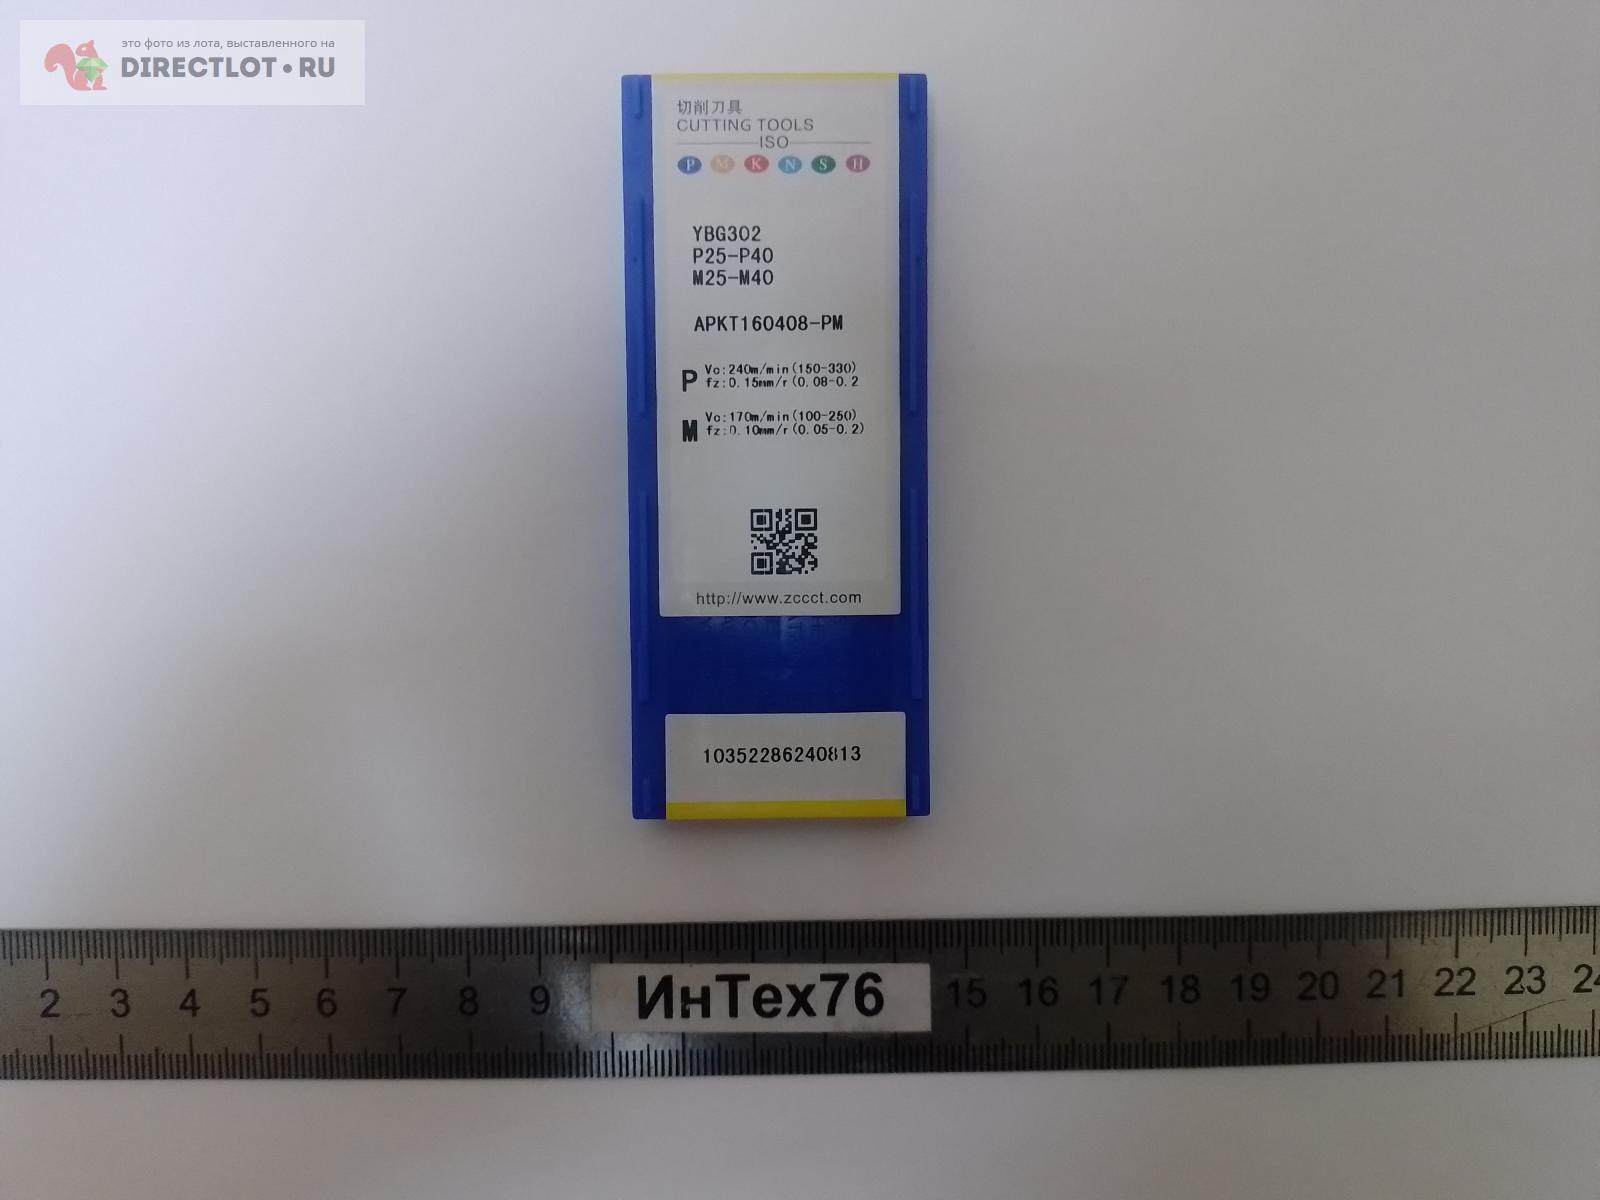 это фото из лота, выставленного на
DIRECTLOT•RU
切削刀具
CUTTING TOOLS
ISO
P M K N S H
YBG302
P25-P40
M25-M40
APKT160408-PM
P
Vc:240m/min(150-330)
fz:0.15mm/r(0.08-0.2
M
Vc:170m/min(100-250)
fz:0.10mm/r(0.05-0.2)
http://www.zccct.com
10352286240813
2 3 4 5 6 7 8 9 ИнТех76 15 16 17 18 19 20 21 22 23 24